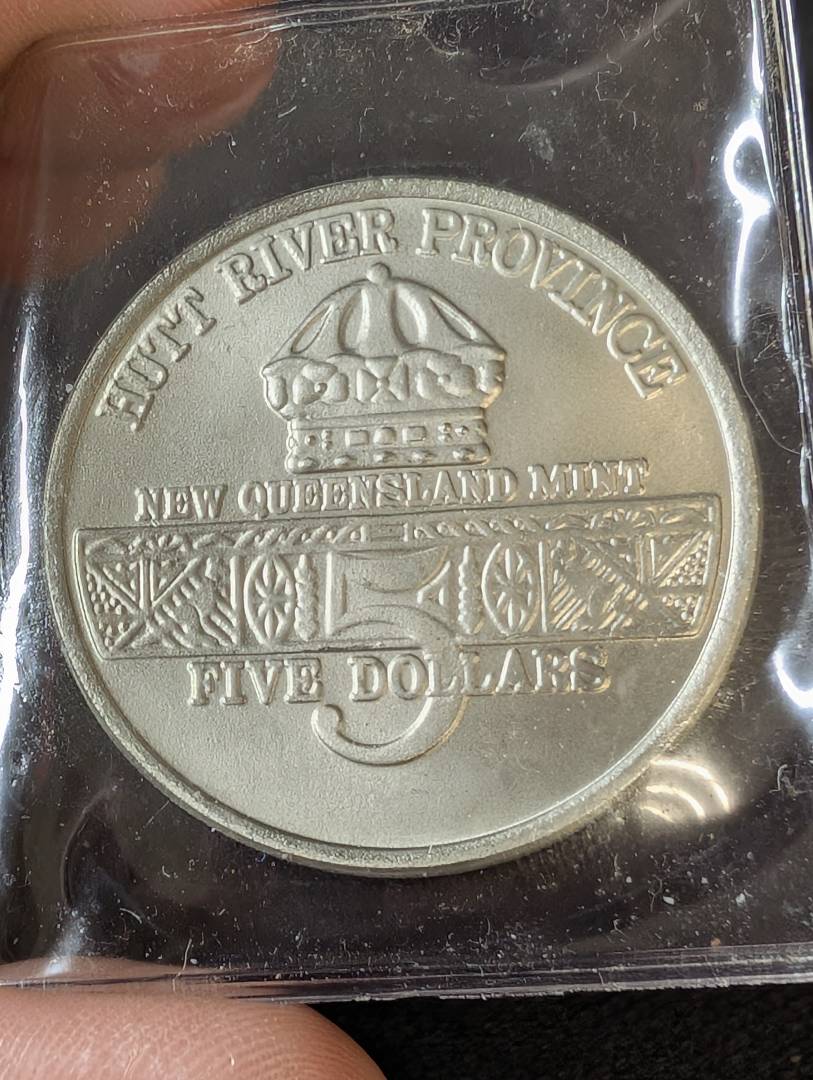 HUTT RIVER PROVINCE
NEW QUEENSLAND MINT
5
FIVE DOLLARS